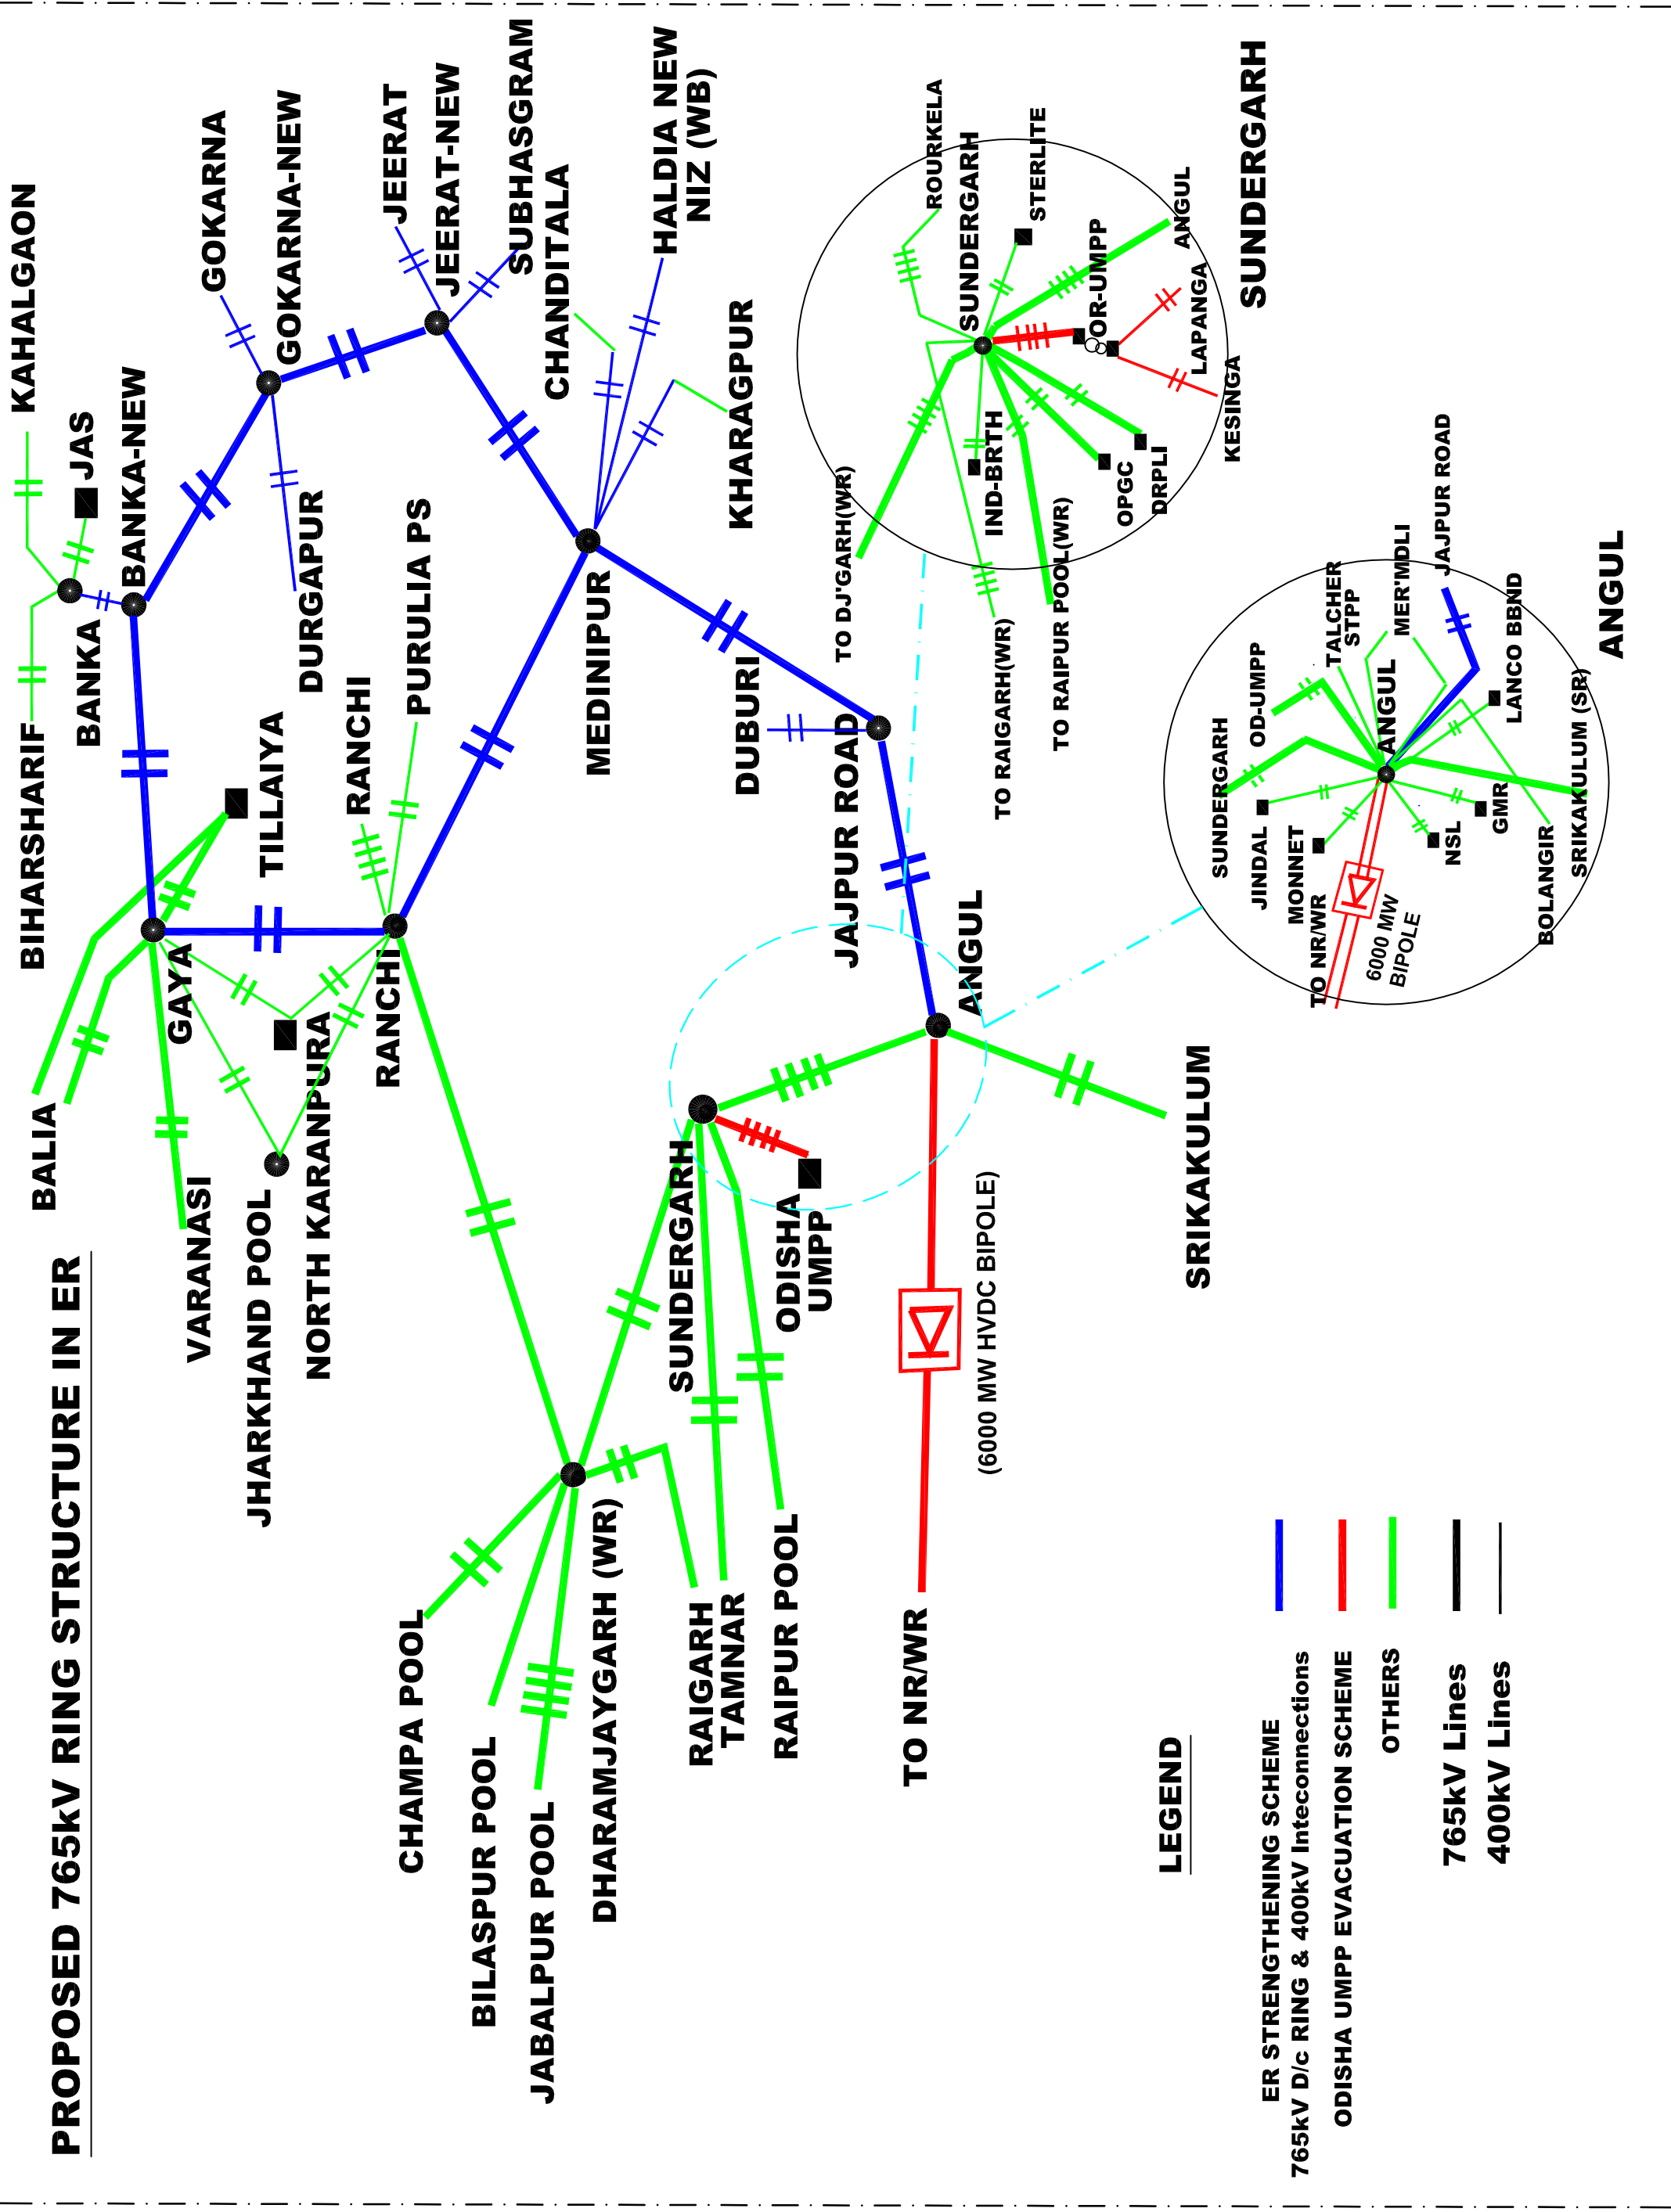 PROPOSED 765kV RING STRUCTURE IN ER
BALIA
BIHARSHARIF
KAHALGAON
BANKA
JAS
BANKA-NEW
GAYA
VARANASI
TILLAIYA
GOKARNA
GOKARNA-NEW
JHARKHAND POOL
NORTH KARANPURA
DURGAPUR
RANCHI
RANCHI
PURULIA PS
JEERAT
JEERAT-NEW
SUBHASGRAM
CHANDITALA
CHAMPA POOL
BILASPUR POOL
JABALPUR POOL
DHARAMJAYGARH (WR)
MEDINIPUR
HALDIA NEW
NIZ (WB)
KHARAGPUR
SUNDERGARH
RAIGARH
TAMNAR
RAIPUR POOL
ODISHA
UMPP
DUBURI
JAJPUR ROAD
ANGUL
TO NR/WR
(6000 MW HVDC BIPOLE)
SRIKAKULUM
TO DJ'GARH(WR)
ROURKELA
SUNDERGARH
STERLITE
IND-BRTH
TO RAIGARH(WR)
TO RAIPUR POOL(WR)
OR-UMPP
OPGC
DRPLI
ANGUL
LAPANGA
KESINGA
SUNDERGARH
SUNDERGARH
OD-UMPP
JINDAL
MONNET
TO NR/WR
TALCHER
STPP
ANGUL
MER'MDLI
JAJPUR ROAD
6000 MW
BIPOLE
NSL
GMR
LANCO BBND
BOLANGIR
SRIKAKULUM (SR)
ANGUL
LEGEND
ER STRENGTHENING SCHEME
765kV D/c RING & 400kV Inteconnections
ODISHA UMPP EVACUATION SCHEME
OTHERS
765kV Lines
400kV Lines